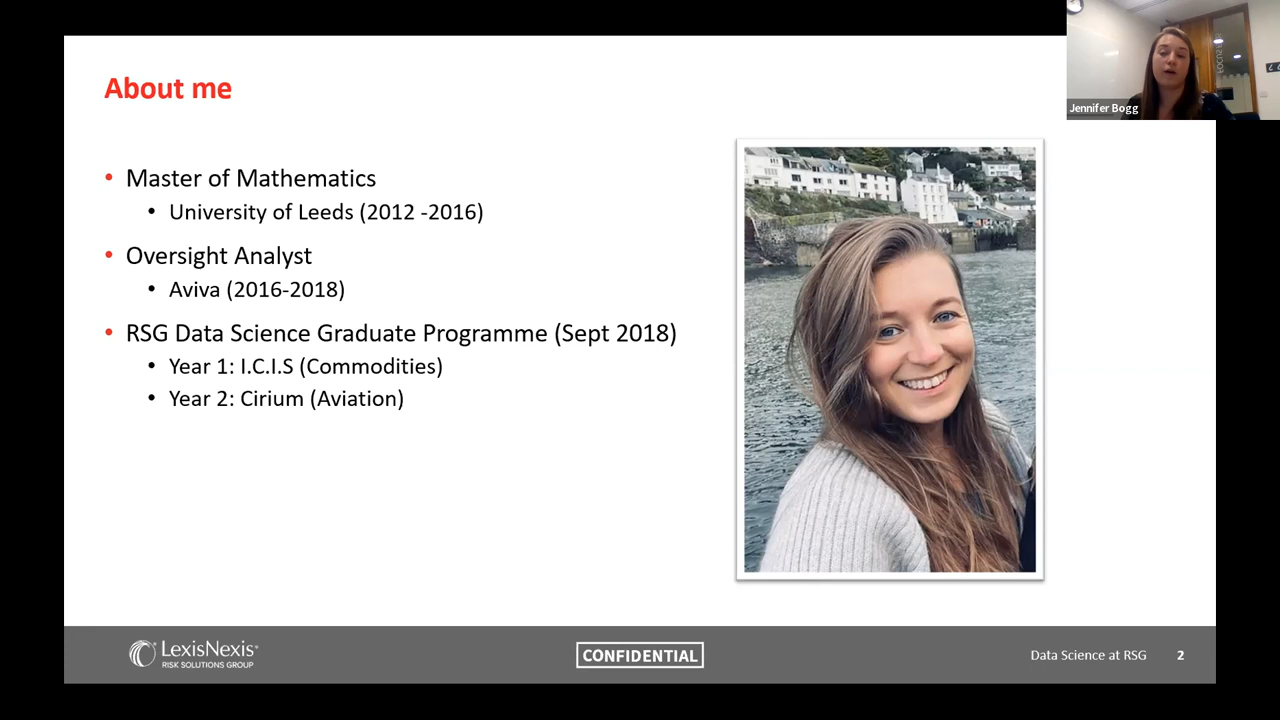 About me
Jennifer Bogg
• Master of Mathematics
• University of Leeds (2012 -2016)
• Oversight Analyst
• Aviva (2016-2018)
• RSG Data Science Graduate Programme (Sept 2018)
• Year 1: I.C.I.S (Commodities)
• Year 2: Cirium (Aviation)
LexisNexis®
RISK SOLUTIONS GROUP
CONFIDENTIAL
Data Science at RSG 2